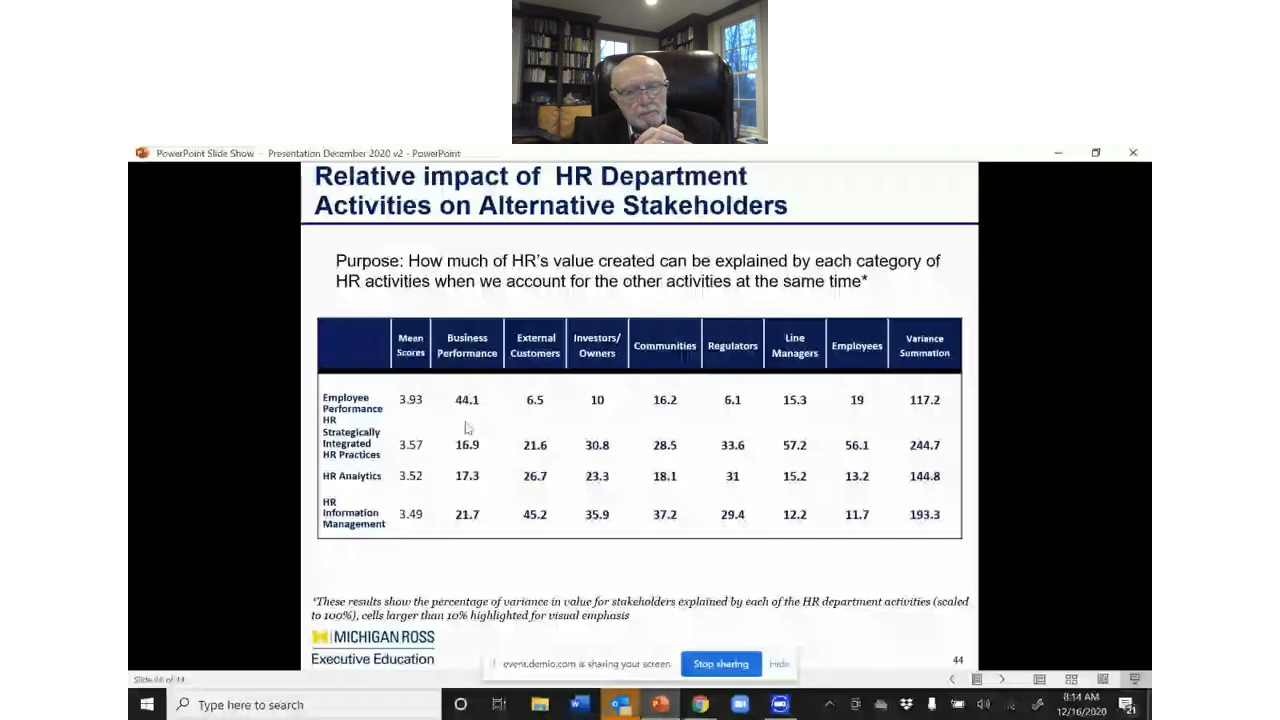 PowerPoint Slide Show - Presentation December 2020 v2 - PowerPoint
Relative impact of HR Department
Activities on Alternative Stakeholders
Purpose: How much of HR's value created can be explained by each category of
HR activities when we account for the other activities at the same time*
Mean Scores Business Performance External Customers Investors/ Owners Communities Regulators Line Managers Employees Variance Summation
Employee Performance HR 3.93 44.1 6.5 10 16.2 6.1 15.3 19 117.2
Strategically Integrated HR Practices 3.57 16.9 21.6 30.8 28.5 33.6 57.2 56.1 244.7
HR Analytics 3.52 17.3 26.7 23.3 18.1 31 15.2 13.2 144.8
HR Information Management 3.49 21.7 45.2 35.9 37.2 29.4 12.2 11.7 193.3
*These results show the percentage of variance in value for stakeholders explained by each of the HR department activities (scaled
to 100%), cells larger than 10% highlighted for visual emphasis
M MICHIGAN ROSS
Executive Education
event.demio.com is sharing your screen. Stop sharing Hide
44
Slide 44 of 44
Type here to search
8:14 AM
12/16/2020
21